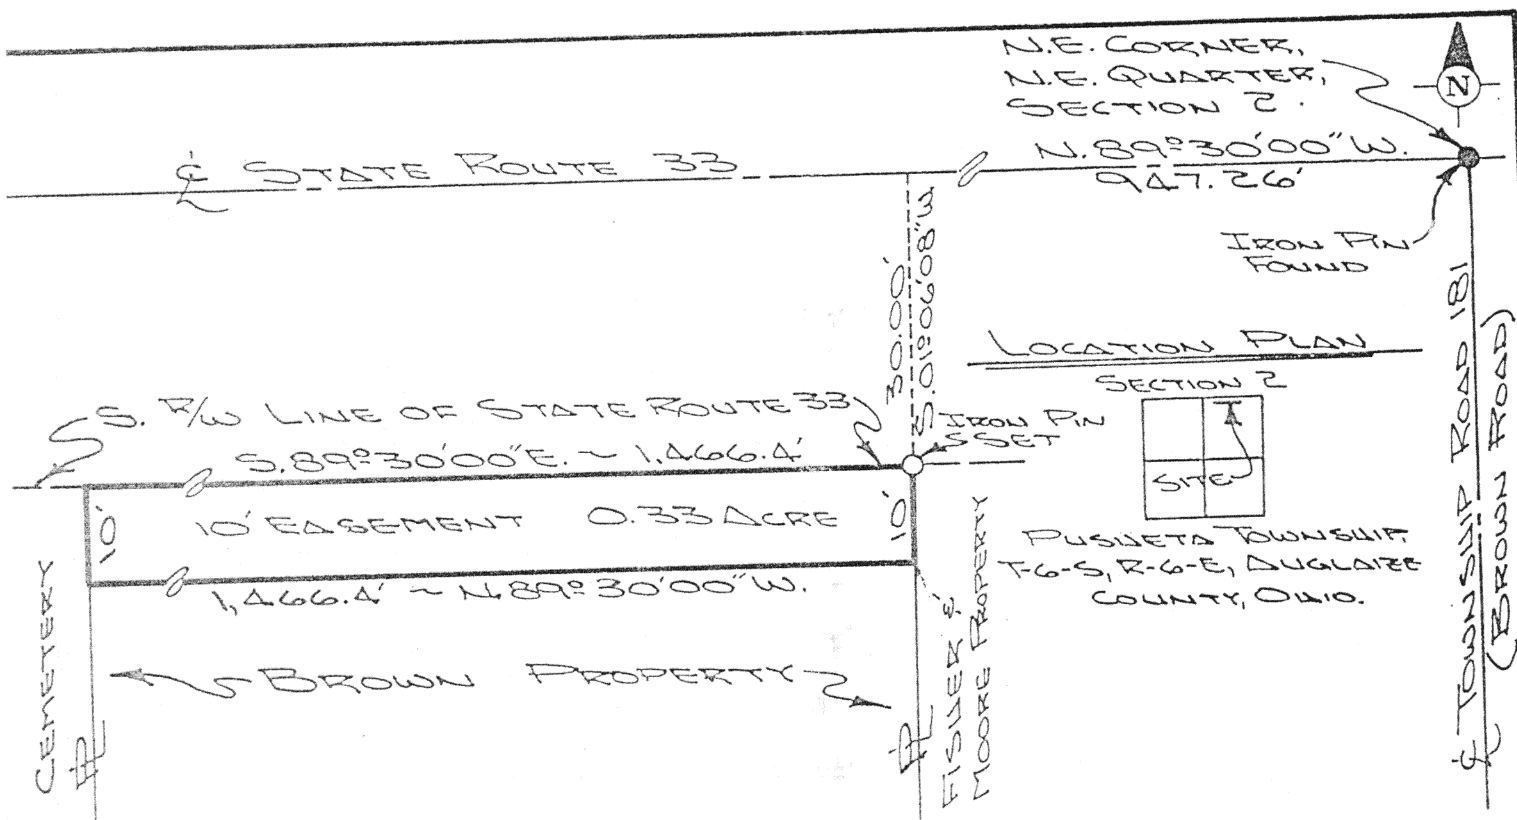 N.E. CORNER,
N.E. QUARTER,
SECTION 2.
N
℄ STATE ROUTE 33
N.89°30'00"W.
947.26'
IRON PIN
FOUND
30.00'
S.01°06'08"W
LOCATION PLAN
SECTION 2
SITE
PUSHETA TOWNSHIP,
T-6-S, R-6-E, AUGLAIZE
COUNTY, OHIO.
S. R/W LINE OF STATE ROUTE 33
IRON PIN
SET
S.89°30'00"E. ~ 1,466.4'
10'
10' EASEMENT 0.33 ACRE
10'
1,466.4' ~ N.89°30'00"W.
CEMETERY
BROWN PROPERTY
PL
PL
FISHER &
MOORE PROPERTY
℄ TOWNSHIP ROAD 181
(BROWN ROAD)